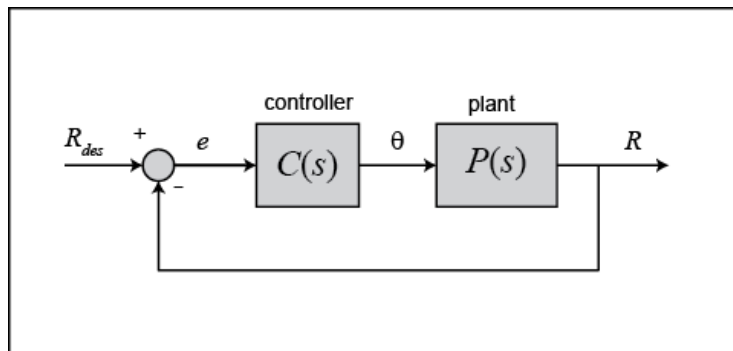 controller
plant
R_des
+
e
C(s)
θ
P(s)
R
−